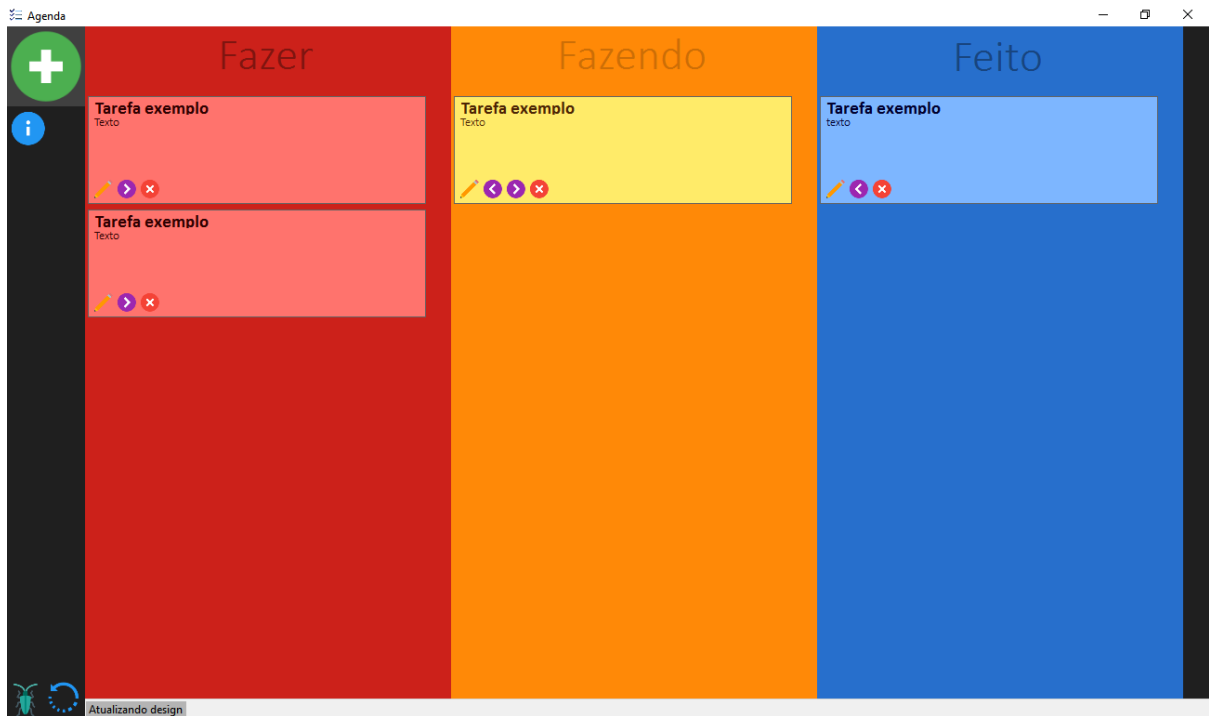 Agenda
Fazer
Tarefa exemplo
Texto
Tarefa exemplo
Texto
Fazendo
Tarefa exemplo
Texto
Feito
Tarefa exemplo
texto
Atualizando design